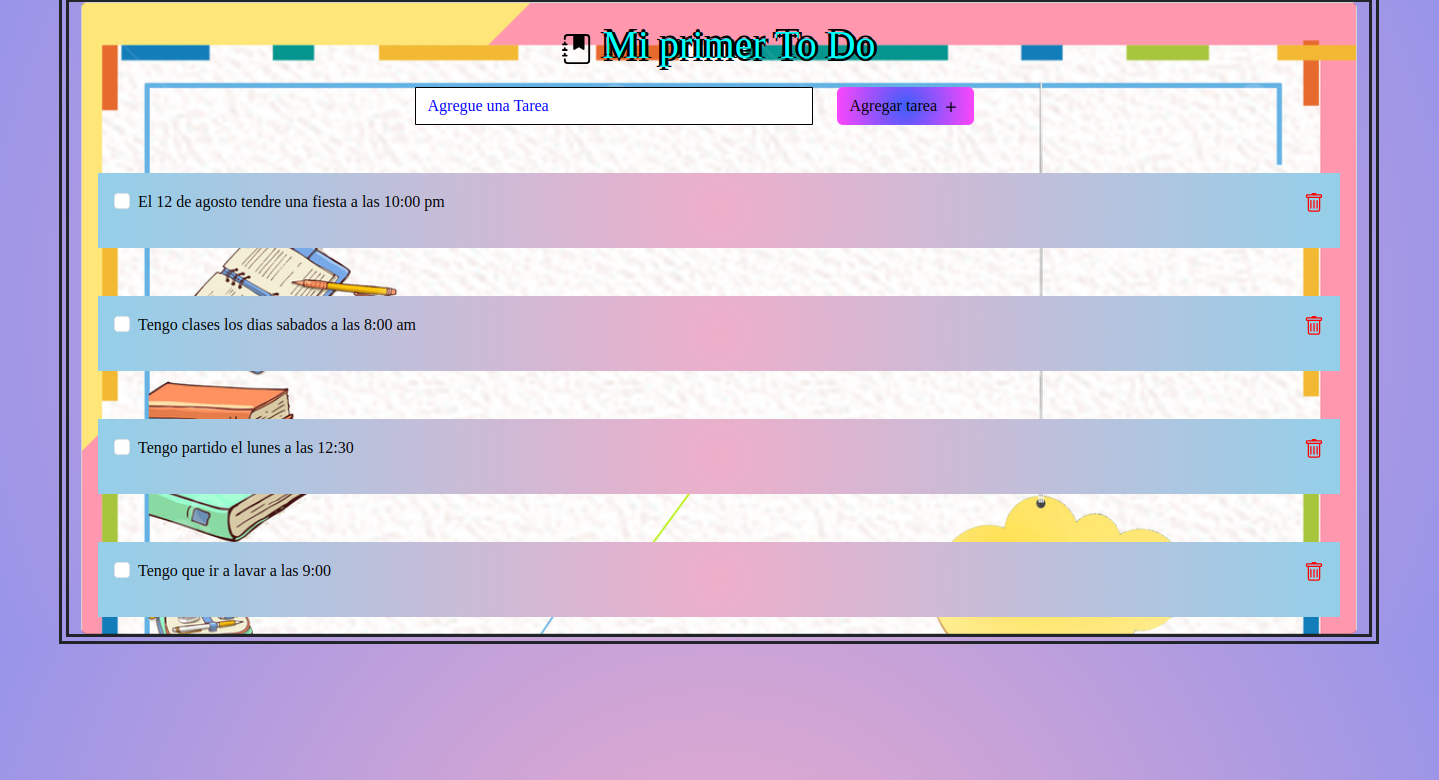 Mi primer To Do
Agregue una Tarea
Agregar tarea +
El 12 de agosto tendre una fiesta a las 10:00 pm
Tengo clases los dias sabados a las 8:00 am
Tengo partido el lunes a las 12:30
Tengo que ir a lavar a las 9:00